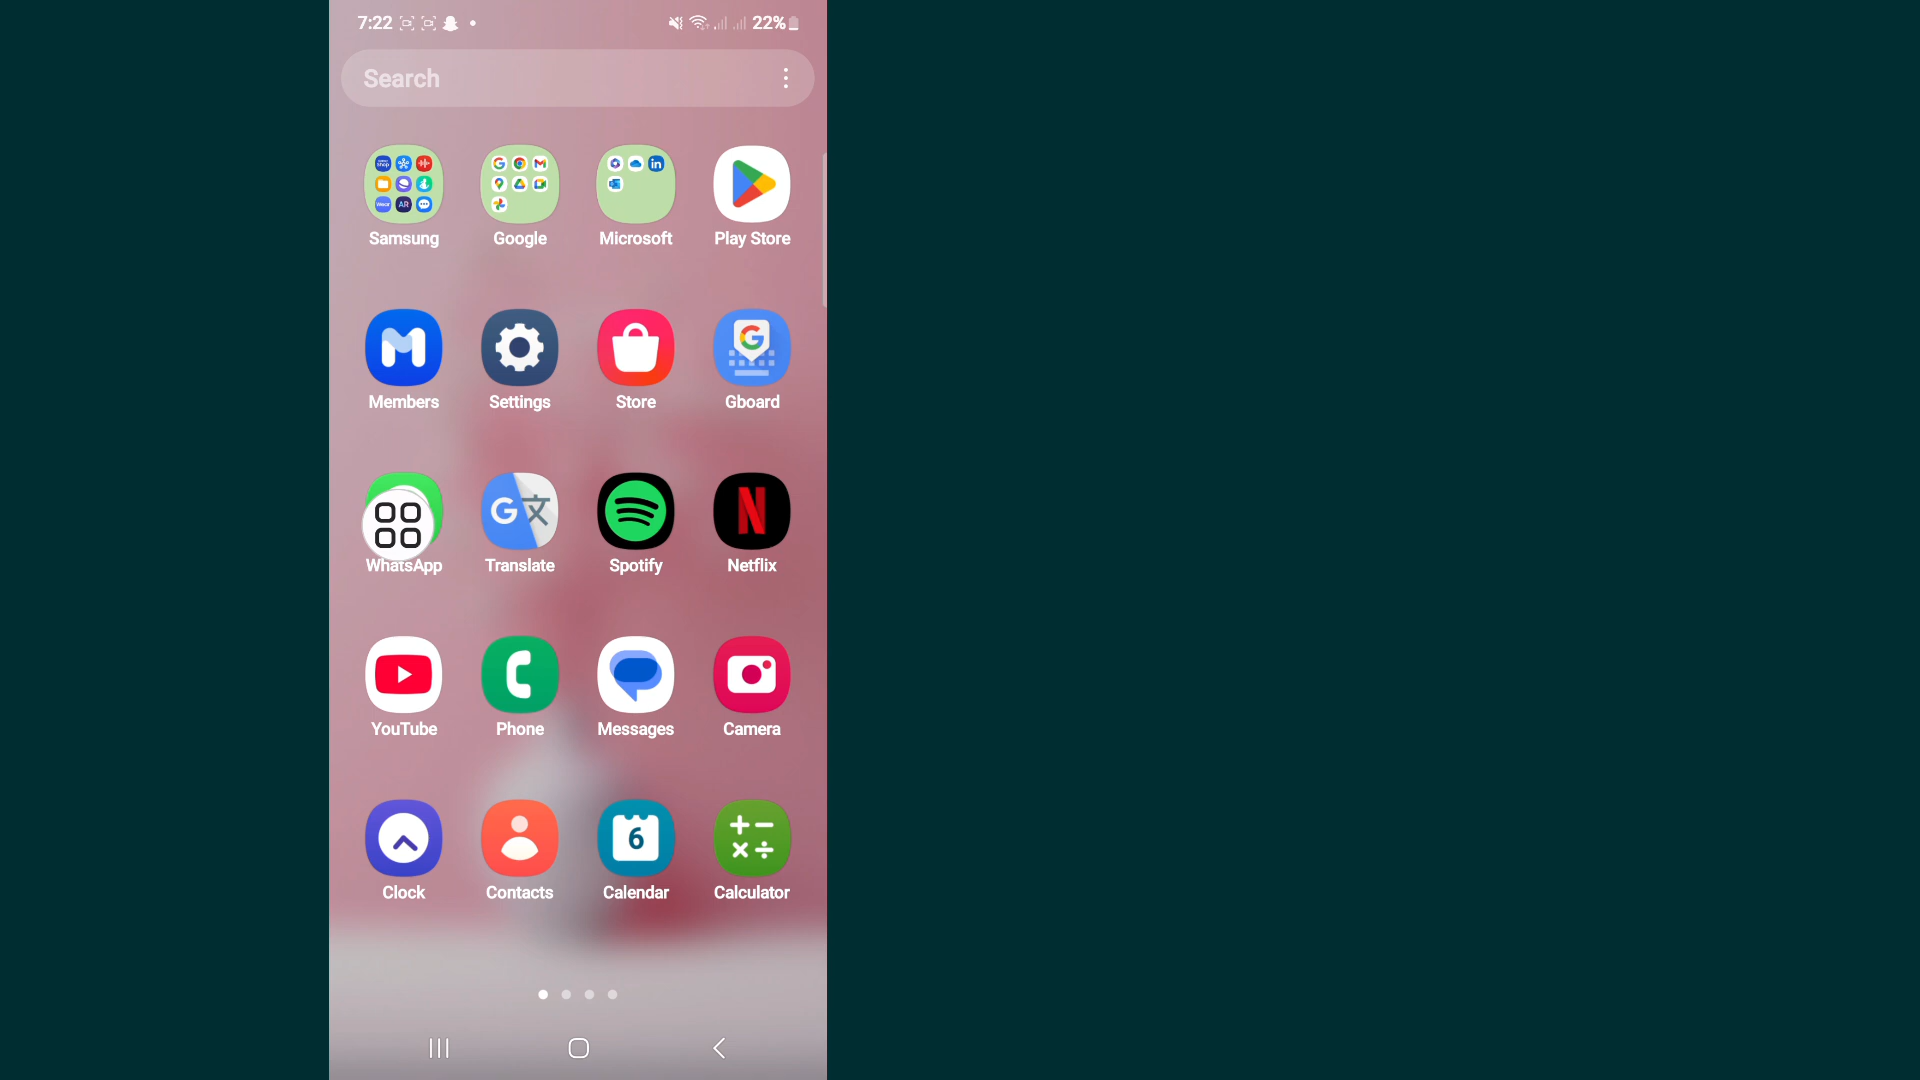 7:22 22%
Search
Samsung Google Microsoft Play Store
Members Settings Store Gboard
WhatsApp Translate Spotify Netflix
YouTube Phone Messages Camera
6
Clock Contacts Calendar Calculator